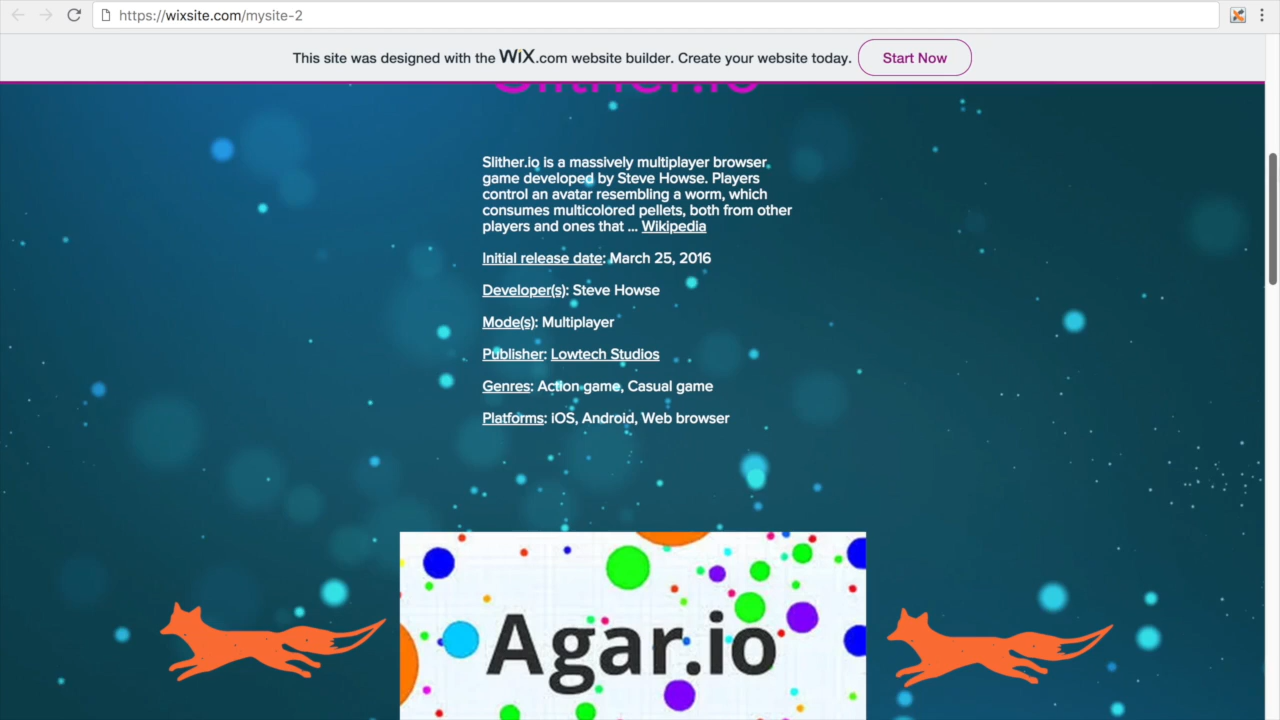 https://wixsite.com/mysite-2
This site was designed with the WiX.com website builder. Create your website today. Start Now
Slither.io
Slither.io is a massively multiplayer browser
game developed by Steve Howse. Players
control an avatar resembling a worm, which
consumes multicolored pellets, both from other
players and ones that ... Wikipedia
Initial release date: March 25, 2016
Developer(s): Steve Howse
Mode(s): Multiplayer
Publisher: Lowtech Studios
Genres: Action game, Casual game
Platforms: iOS, Android, Web browser
Agar.io